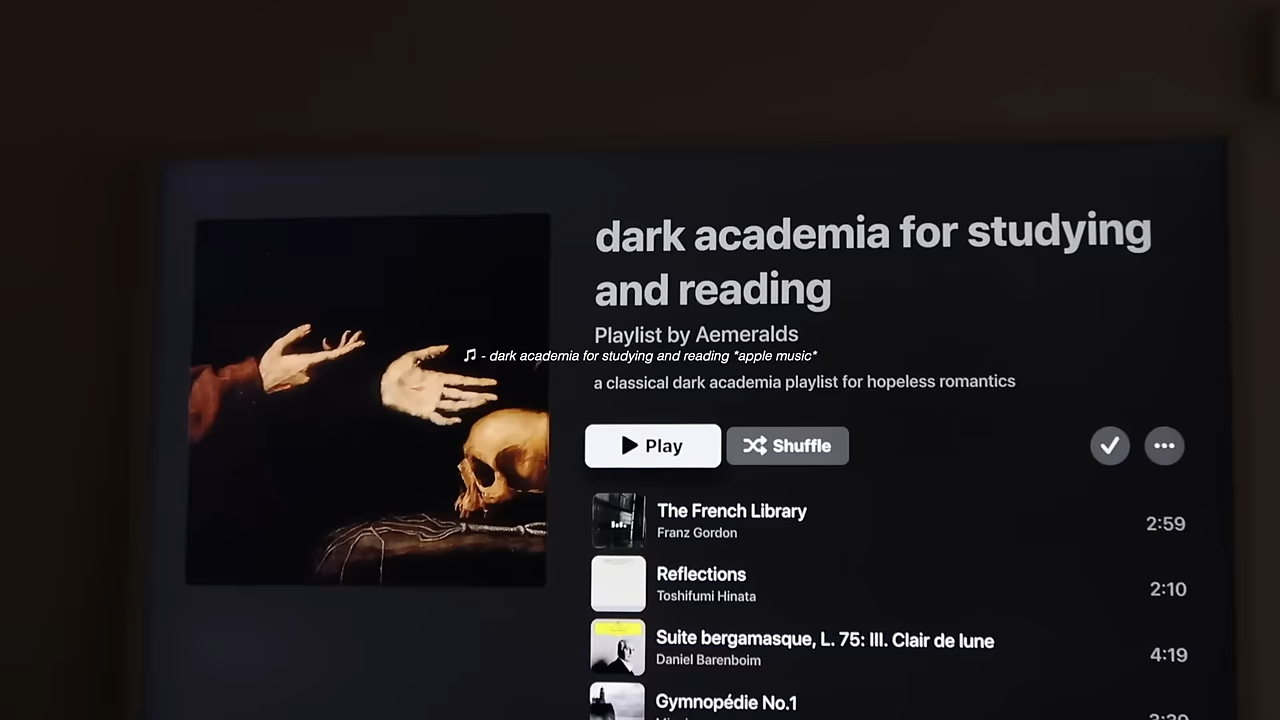 dark academia for studying
and reading
Playlist by Aemeralds
🎵 - dark academia for studying and reading *apple music*
a classical dark academia playlist for hopeless romantics
Play
Shuffle
The French Library
Franz Gordon
2:59
Reflections
Toshifumi Hinata
2:10
Suite bergamasque, L. 75: III. Clair de lune
Daniel Barenboim
4:19
Gymnopédie No.1